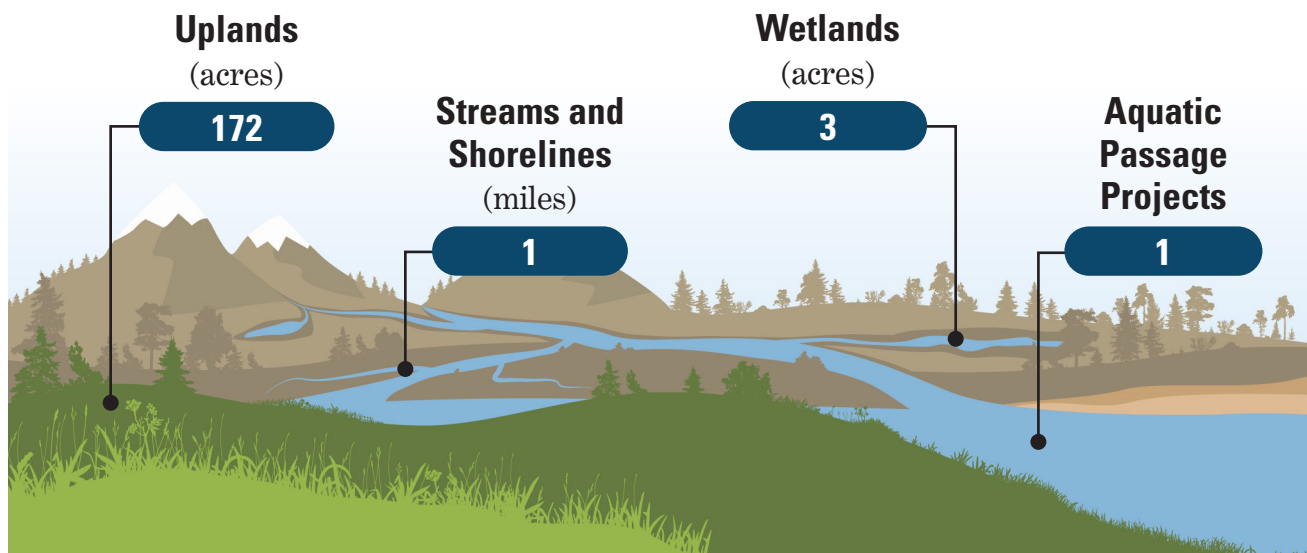 Uplands
(acres)
172
Streams and
Shorelines
(miles)
1
Wetlands
(acres)
3
Aquatic
Passage
Projects
1